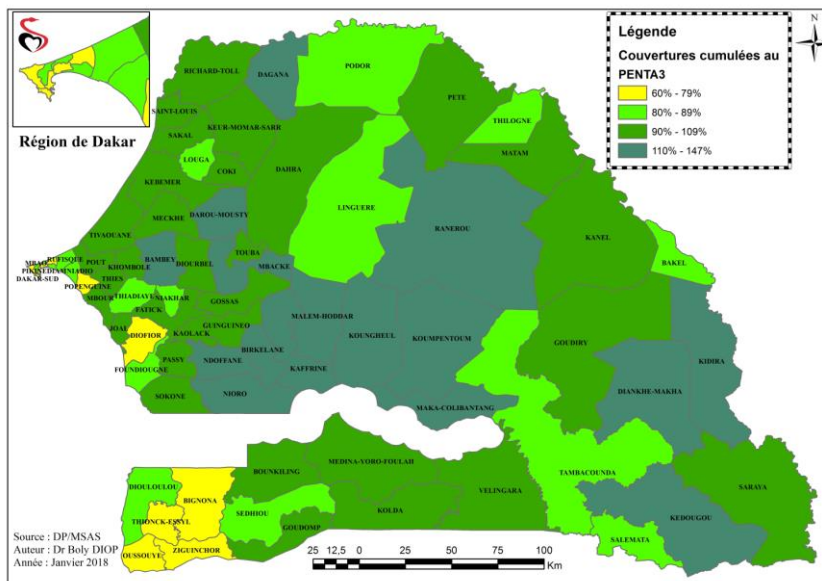 Région de Dakar
N
Légende
Couvertures cumulées au
PENTA3
60% - 79%
80% - 89%
90% - 109%
110% - 147%
RICHARD-TOLL
DAGANA
PODOR
PETE
THILOGNE
MATAM
SAINT-LOUIS
SAKAL
KEUR-MOMAR-SARR
LOUGA
COKI
DAHRA
KEBEMER
LINGUERE
MECKHE
DAROU-MOUSTY
RANEROU
KANEL
TIVAOUANE
TOUBA
BAKEL
RUFISQUE
POUT
KHOMBOLE
BAMBEY
DIOURBEL
MBACKE
MBAO
DAKAR-SUD
THIES
POPENGUINE
MBOUR
THIADIAYE
NIAKHAR
FATICK
GOSSAS
JOAL
DIOFIOR
KAOLACK
GUINGUINEO
MALEM-HODDAR
KOUNGHEUL
KOUMPENTOUM
GOUDIRY
PASSY
NDOFFANE
BIRKELANE
KAFFRINE
FOUNDIOUGNE
NIORO
SOKONE
MAKA-COLIBANTANG
DIANKHE-MAKHA
KIDIRA
BOUNKILING
MEDINA-YORO-FOULAH
VELINGARA
TAMBACOUNDA
SARAYA
DIOULOULOU
BIGNONA
SEDHIOU
KOLDA
GOUDOMP
KEDOUGOU
THIONCK-ESSYL
SALEMATA
OUSSOUYE
ZIGUINCHOR
Source : DP/MSAS
Auteur : Dr Boly DIOP
Année : Janvier 2018
25 12,5 0 25 50 75 100
Km